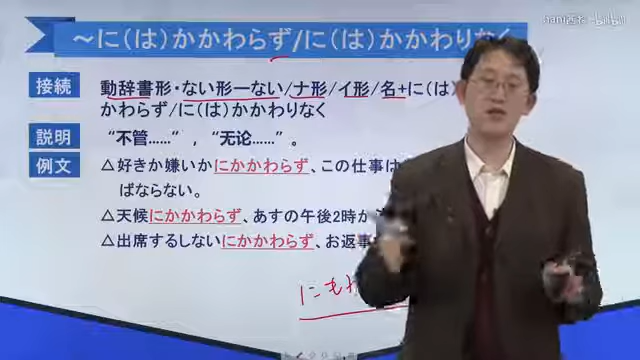 ～に(は)かかわらず/に(は)かかわりなく
接続
動辞書形・ない形ーない/ナ形/イ形/名+に(は)
かわらず/に(は)かかわりなく
説明
“不管……”，“无论……”。
例文
△好きか嫌いかにかかわらず、この仕事は
ばならない。
△天候にかかわらず、あすの午後2時か
△出席するしないにかかわらず、お返事
にも
bilibili